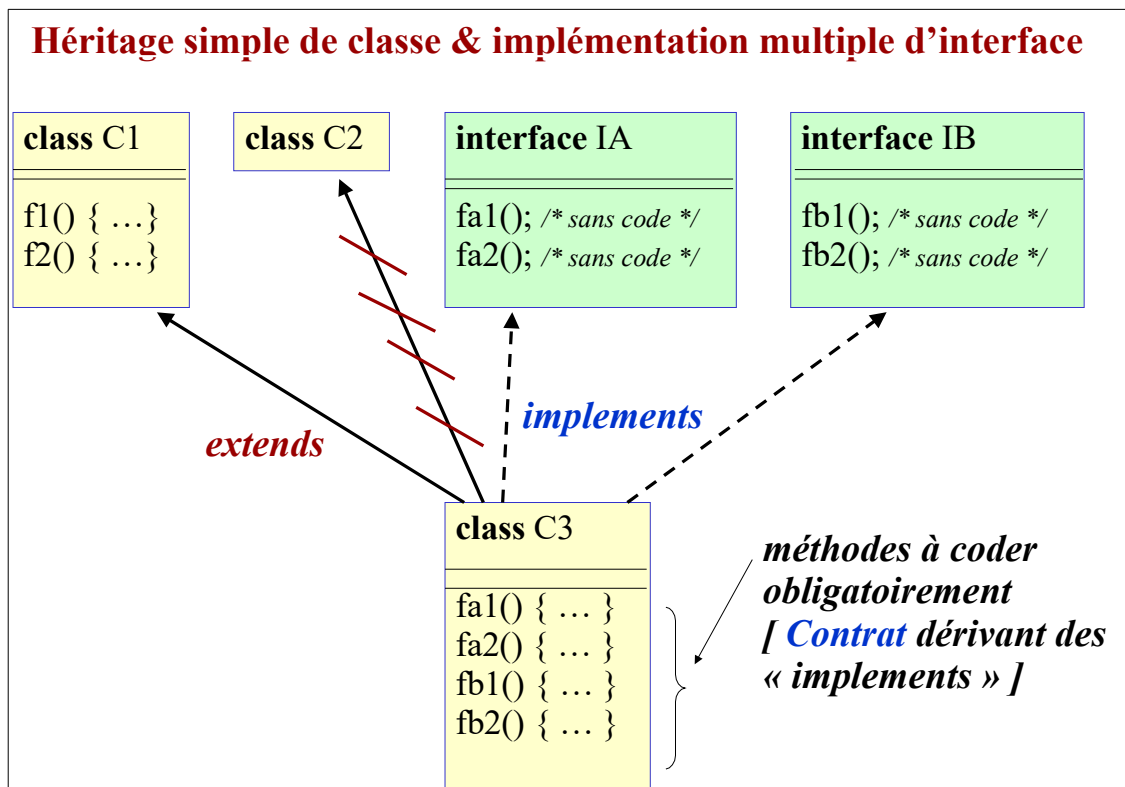 Héritage simple de classe & implémentation multiple d’interface
class C1
f1() { …}
f2() { …}
class C2
interface IA
fa1(); /* sans code */
fa2(); /* sans code */
interface IB
fb1(); /* sans code */
fb2(); /* sans code */
extends
implements
class C3
fa1() { … }
fa2() { … }
fb1() { … }
fb2() { … }
méthodes à coder
obligatoirement
[ Contrat dérivant des
« implements » ]